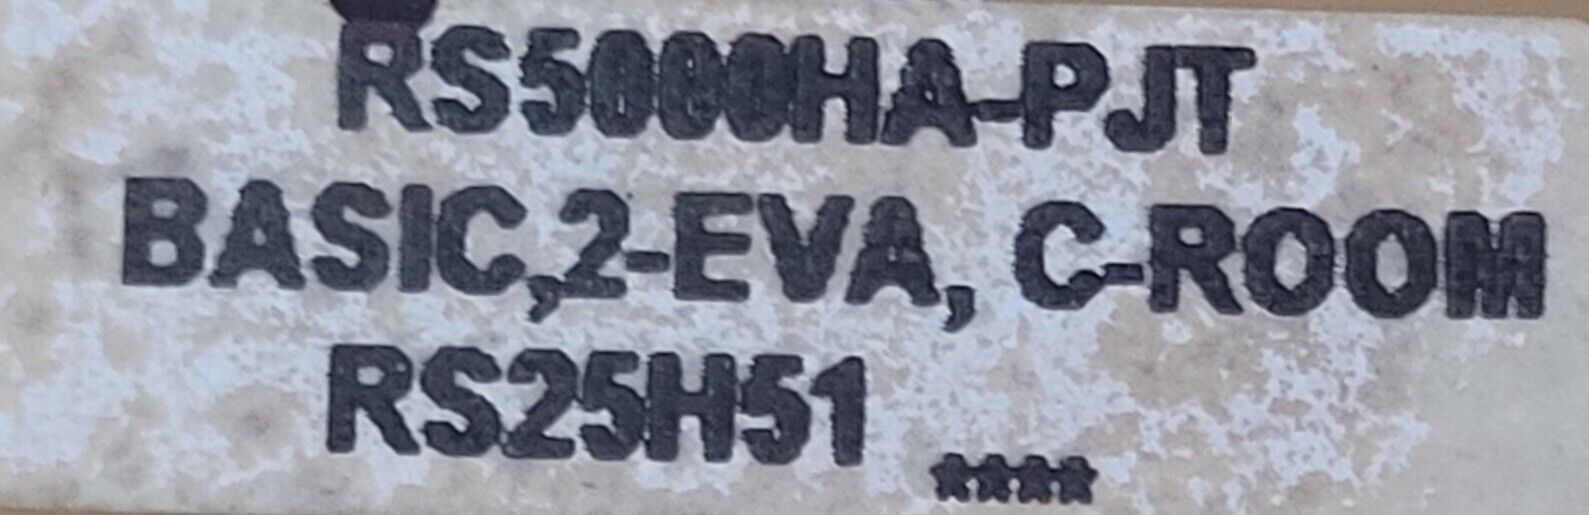 RS5000HA-PJT
BASIC,2-EVA, C-ROOM
RS25H51 ****